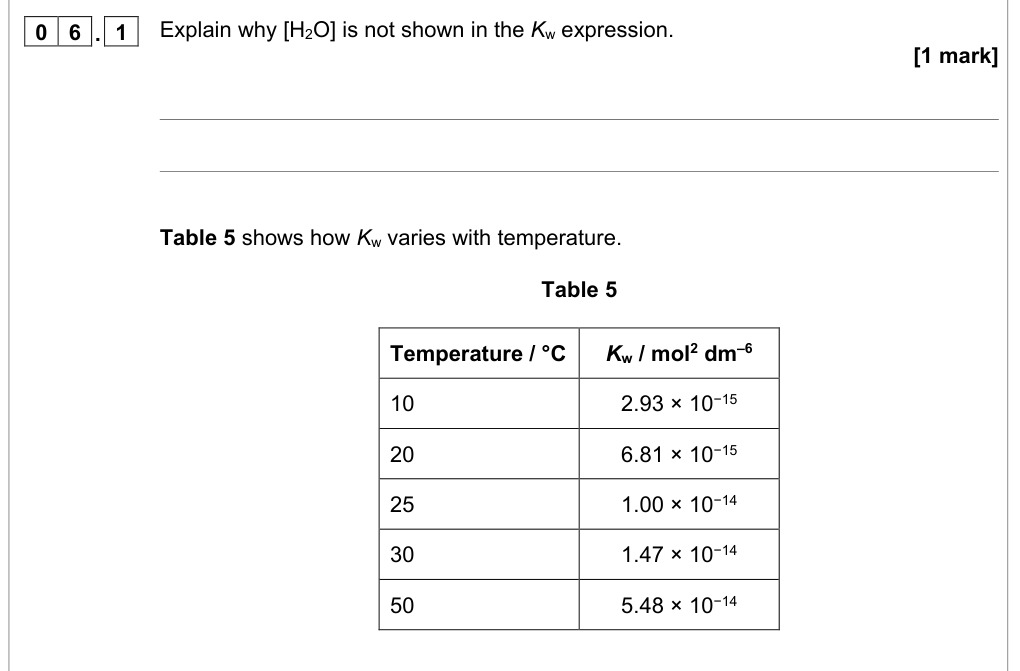 06.1 Explain why [H₂O] is not shown in the Kw expression.
[1 mark]
Table 5 shows how Kw varies with temperature.
Table 5
Temperature / °C Kw / mol² dm⁻⁶
10 2.93 × 10⁻¹⁵
20 6.81 × 10⁻¹⁵
25 1.00 × 10⁻¹⁴
30 1.47 × 10⁻¹⁴
50 5.48 × 10⁻¹⁴